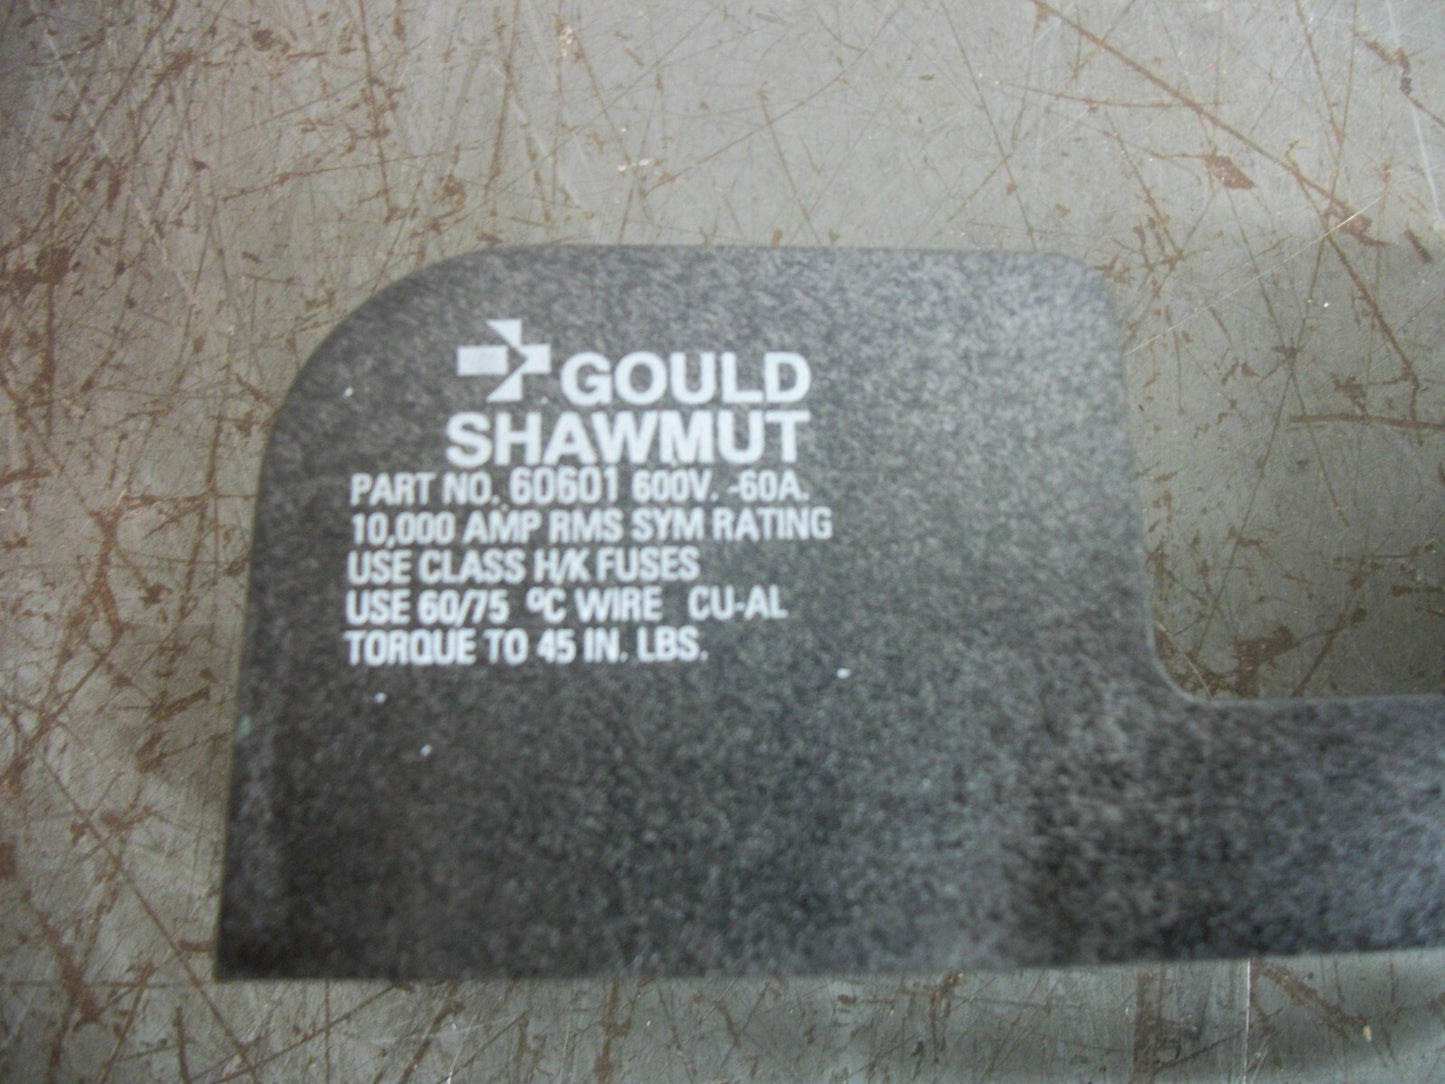 GOULD
SHAWMUT
PART NO. 60601 600V. -60A.
10,000 AMP RMS SYM RATING
USE CLASS H/K FUSES
USE 60/75 ºC WIRE CU-AL
TORQUE TO 45 IN. LBS.